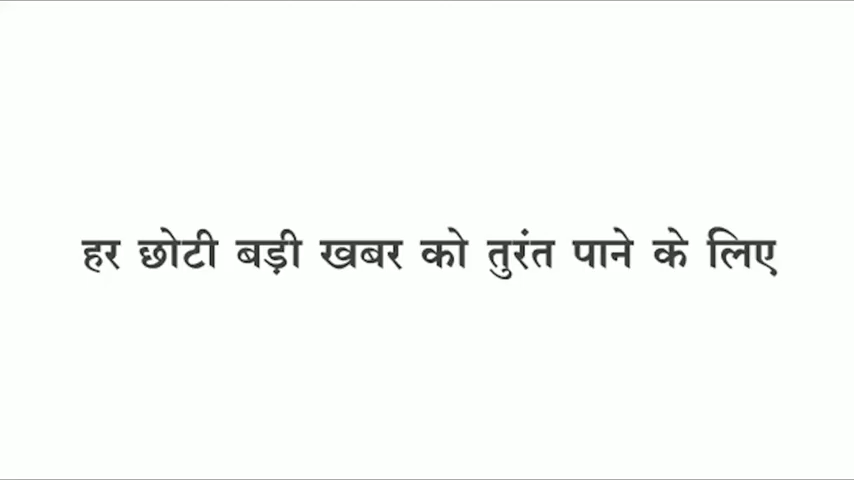 हर छोटी बड़ी खबर को तुरंत पाने के लिए